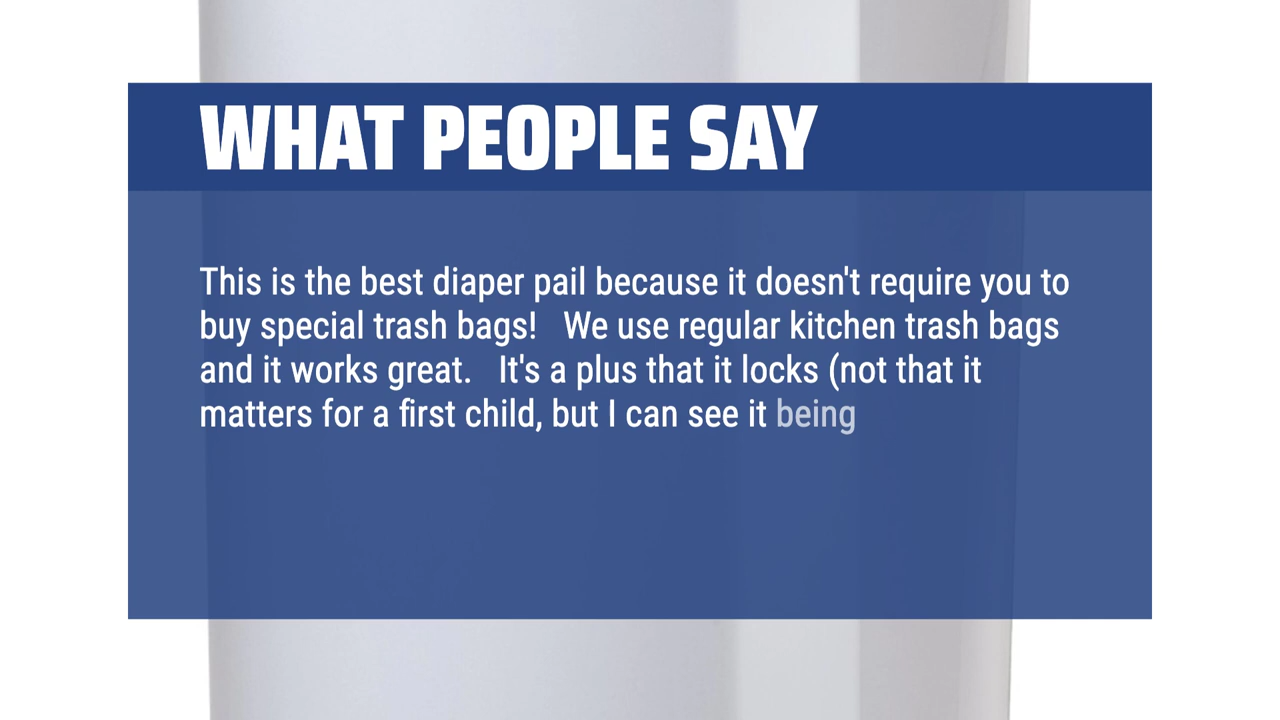 WHAT PEOPLE SAY
This is the best diaper pail because it doesn't require you to
buy special trash bags!   We use regular kitchen trash bags
and it works great.   It's a plus that it locks (not that it
matters for a first child, but I can see it being